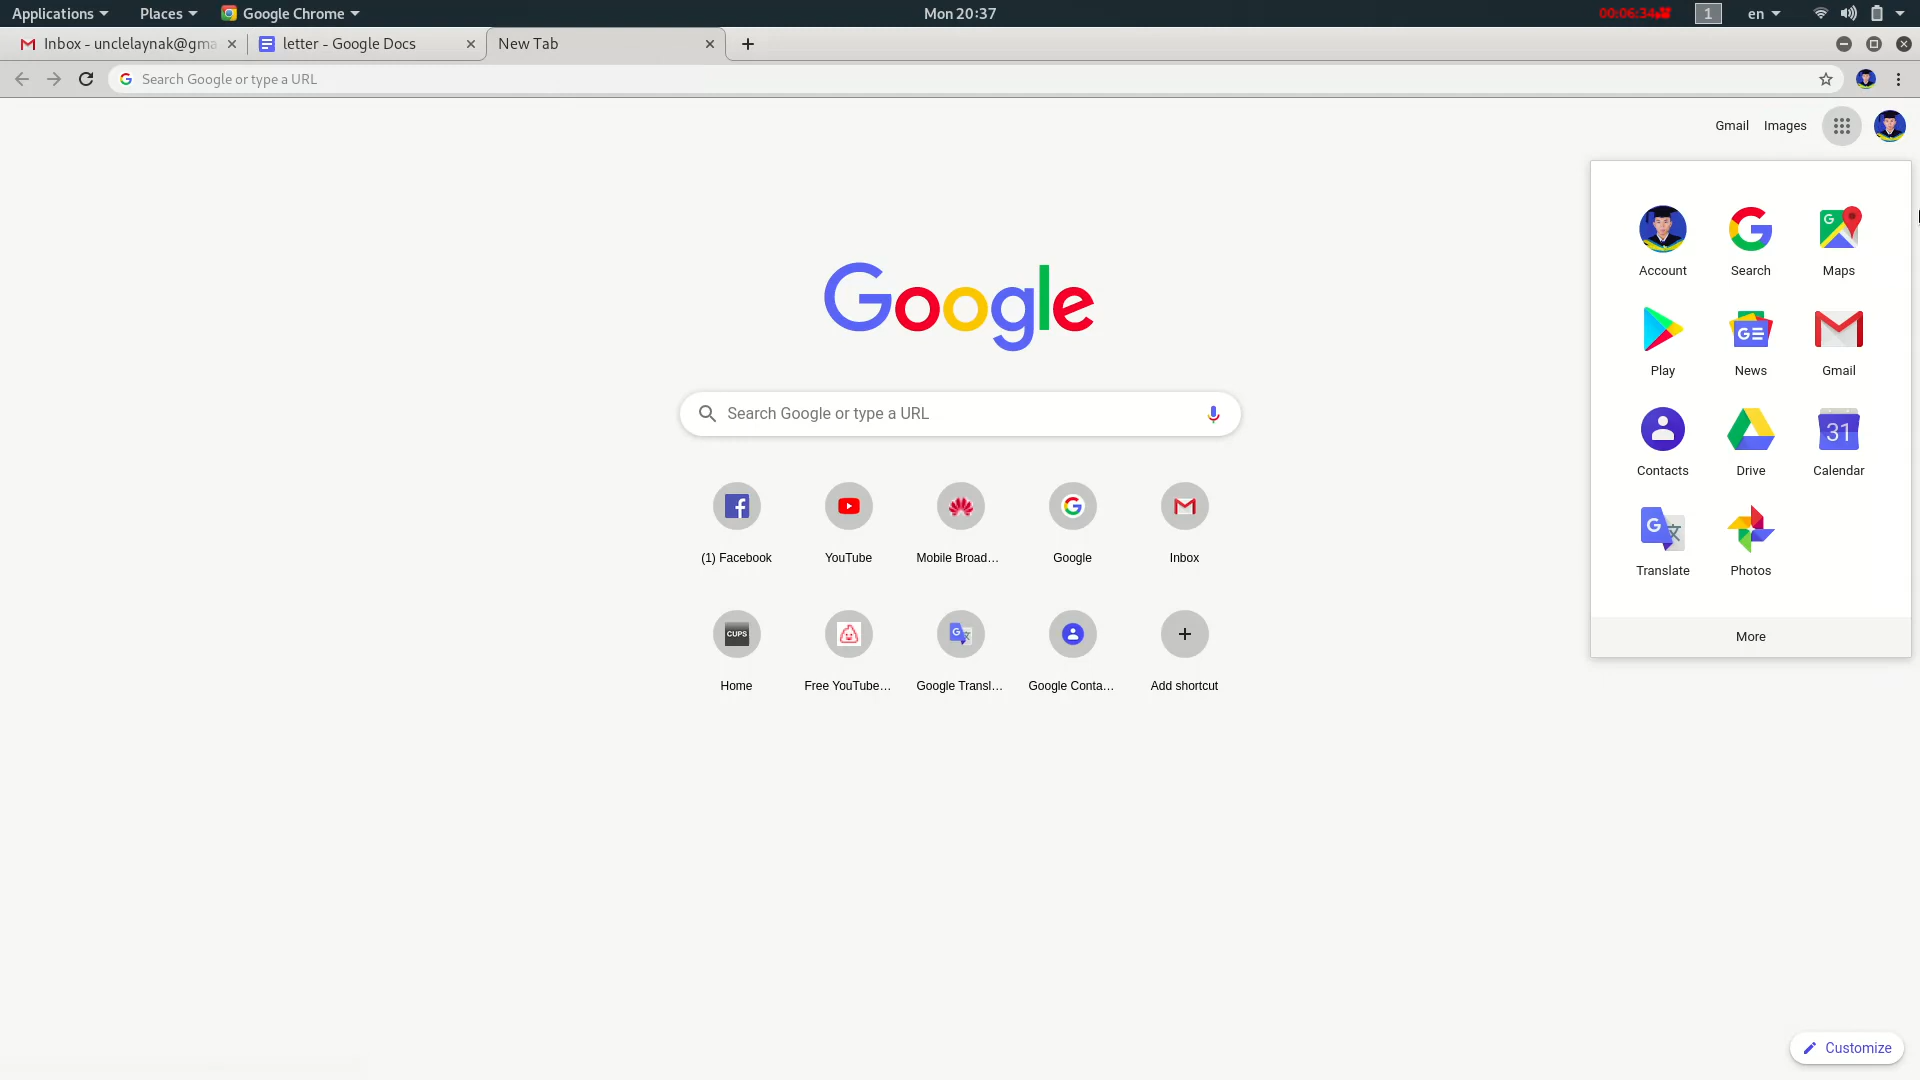 Applications Places Google Chrome Mon 20:37 00:06:34 1 en
Inbox - unclelaynak@gma letter - Google Docs New Tab
Search Google or type a URL
Gmail Images
Account Search Maps
Play News Gmail
Contacts Drive Calendar
31
Translate Photos
More
Google
Search Google or type a URL
(1) Facebook YouTube Mobile Broad... Google Inbox
CUPS
Home Free YouTube... Google Transl... Google Conta... Add shortcut
Customize